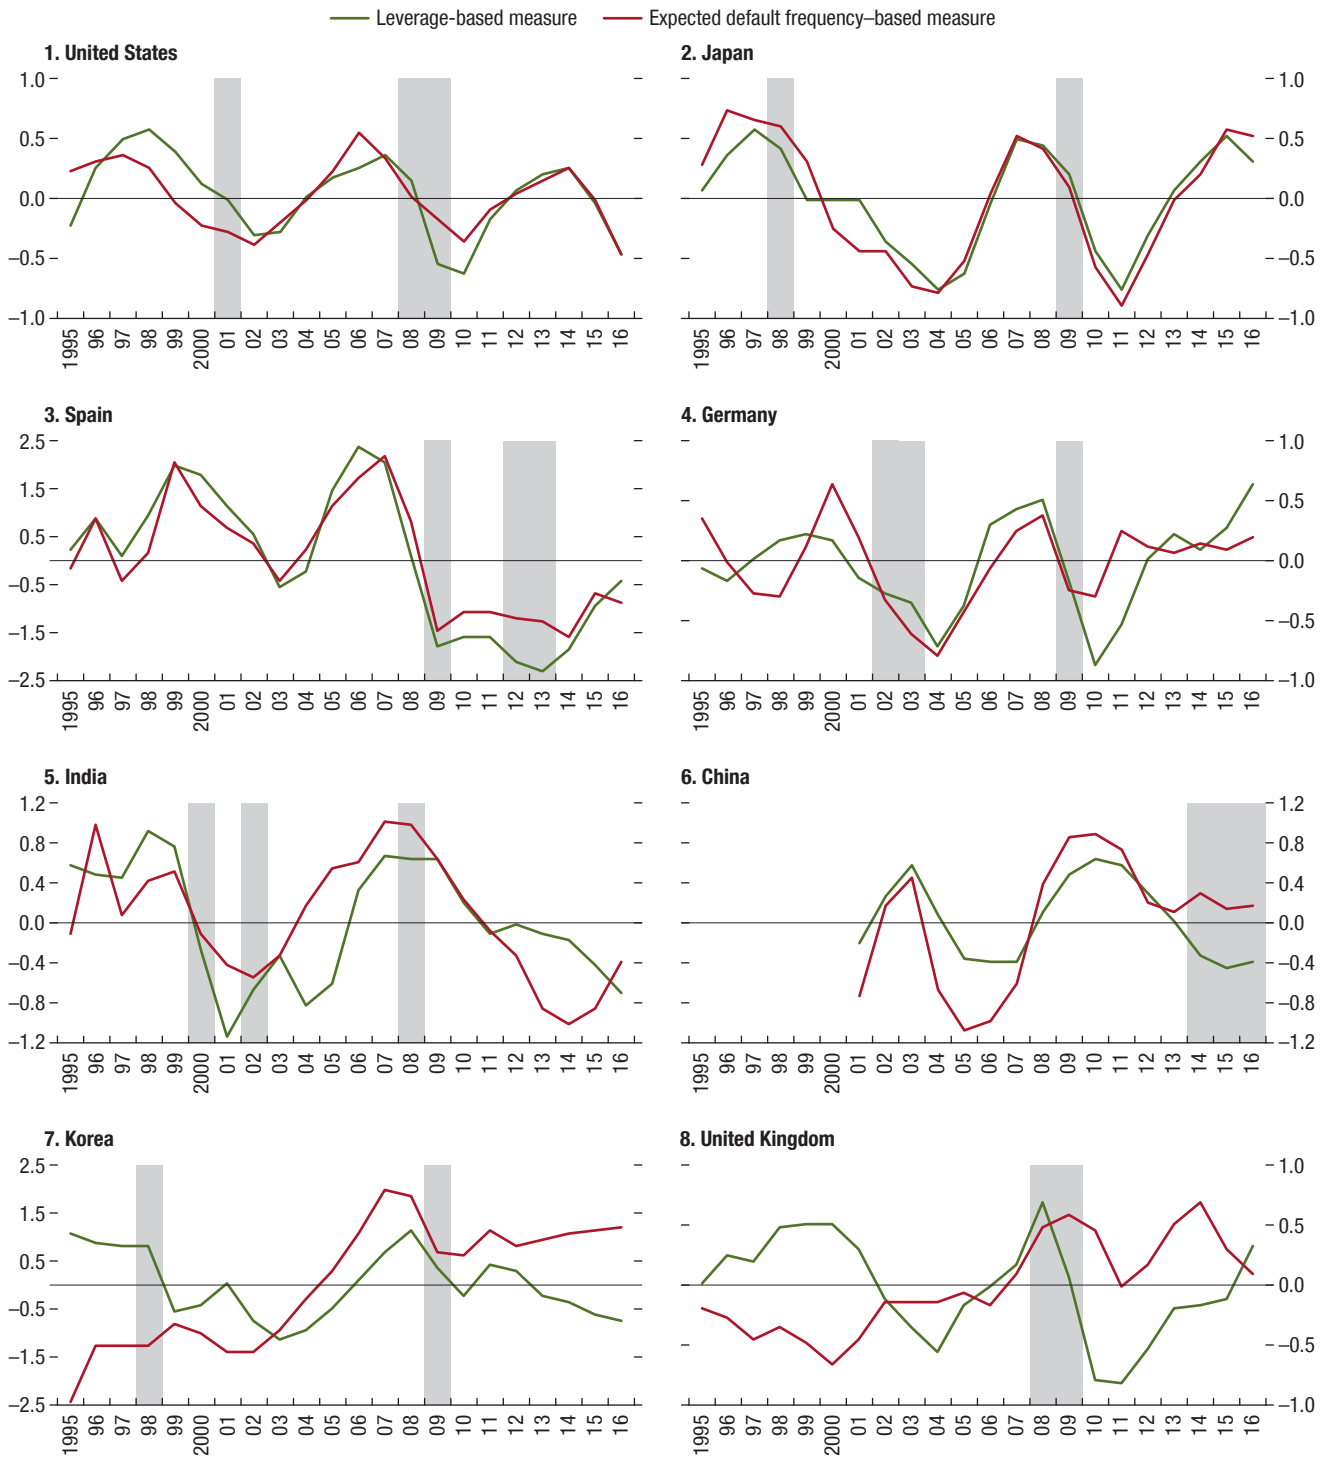 Leverage-based measure Expected default frequency–based measure
1. United States
1.0
0.5
0.0
–0.5
–1.0
1995 96 97 98 99 2000 01 02 03 04 05 06 07 08 09 10 11 12 13 14 15 16
2. Japan
1.0
0.5
0.0
–0.5
–1.0
1995 96 97 98 99 2000 01 02 03 04 05 06 07 08 09 10 11 12 13 14 15 16
3. Spain
2.5
1.5
0.5
–0.5
–1.5
–2.5
1995 96 97 98 99 2000 01 02 03 04 05 06 07 08 09 10 11 12 13 14 15 16
4. Germany
1.0
0.5
0.0
–0.5
–1.0
1995 96 97 98 99 2000 01 02 03 04 05 06 07 08 09 10 11 12 13 14 15 16
5. India
1.2
0.8
0.4
0.0
–0.4
–0.8
–1.2
1995 96 97 98 99 2000 01 02 03 04 05 06 07 08 09 10 11 12 13 14 15 16
6. China
1.2
0.8
0.4
0.0
–0.4
–0.8
–1.2
1995 96 97 98 99 2000 01 02 03 04 05 06 07 08 09 10 11 12 13 14 15 16
7. Korea
2.5
1.5
0.5
–0.5
–1.5
–2.5
1995 96 97 98 99 2000 01 02 03 04 05 06 07 08 09 10 11 12 13 14 15 16
8. United Kingdom
1.0
0.5
0.0
–0.5
–1.0
1995 96 97 98 99 2000 01 02 03 04 05 06 07 08 09 10 11 12 13 14 15 16